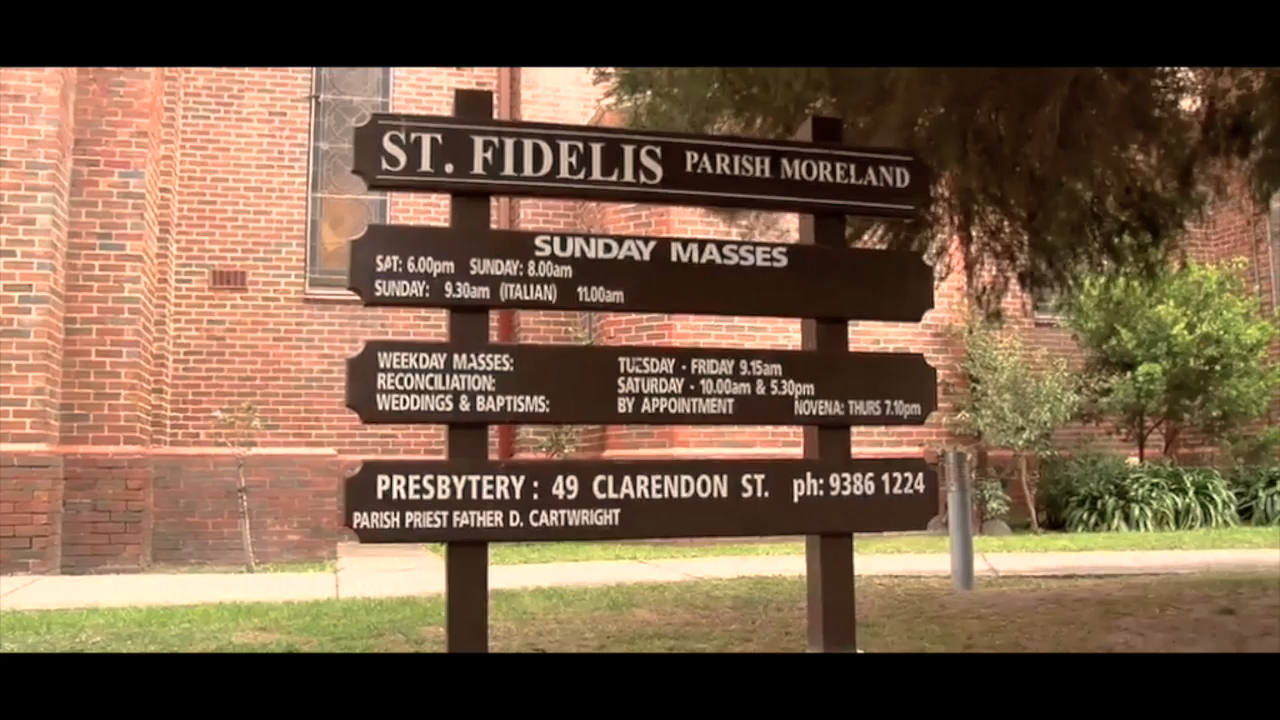 ST. FIDELIS PARISH MORELAND
SUNDAY MASSES
SAT: 6.00pm SUNDAY: 8.00am
SUNDAY: 9.30am (ITALIAN) 11.00am
WEEKDAY MASSES: TUESDAY - FRIDAY 9.15am
RECONCILIATION: SATURDAY - 10.00am & 5.30pm
WEDDINGS & BAPTISMS: BY APPOINTMENT NOVENA: THURS 7.10pm
PRESBYTERY: 49 CLARENDON ST. ph: 9386 1224
PARISH PRIEST FATHER D. CARTWRIGHT